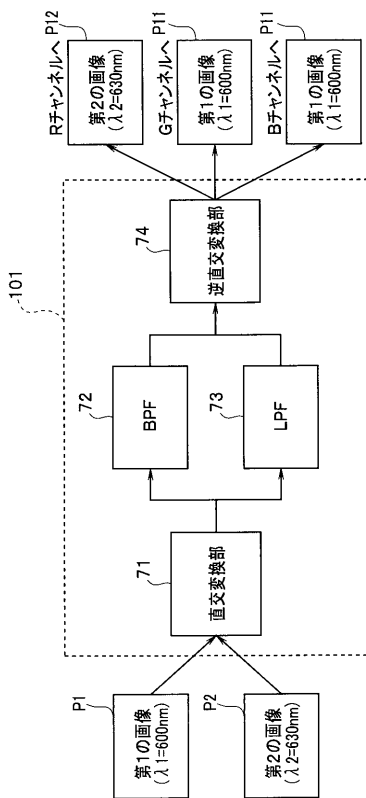 101
P1
第1の画像
(λ1=600nm)
P2
第2の画像
(λ2=630nm)
71
直交変換部
72
BPF
73
LPF
74
逆直交変換部
Rチャンネルへ P12
第2の画像
(λ2=630nm)
Gチャンネルへ P11
第1の画像
(λ1=600nm)
Bチャンネルへ P11
第1の画像
(λ1=600nm)